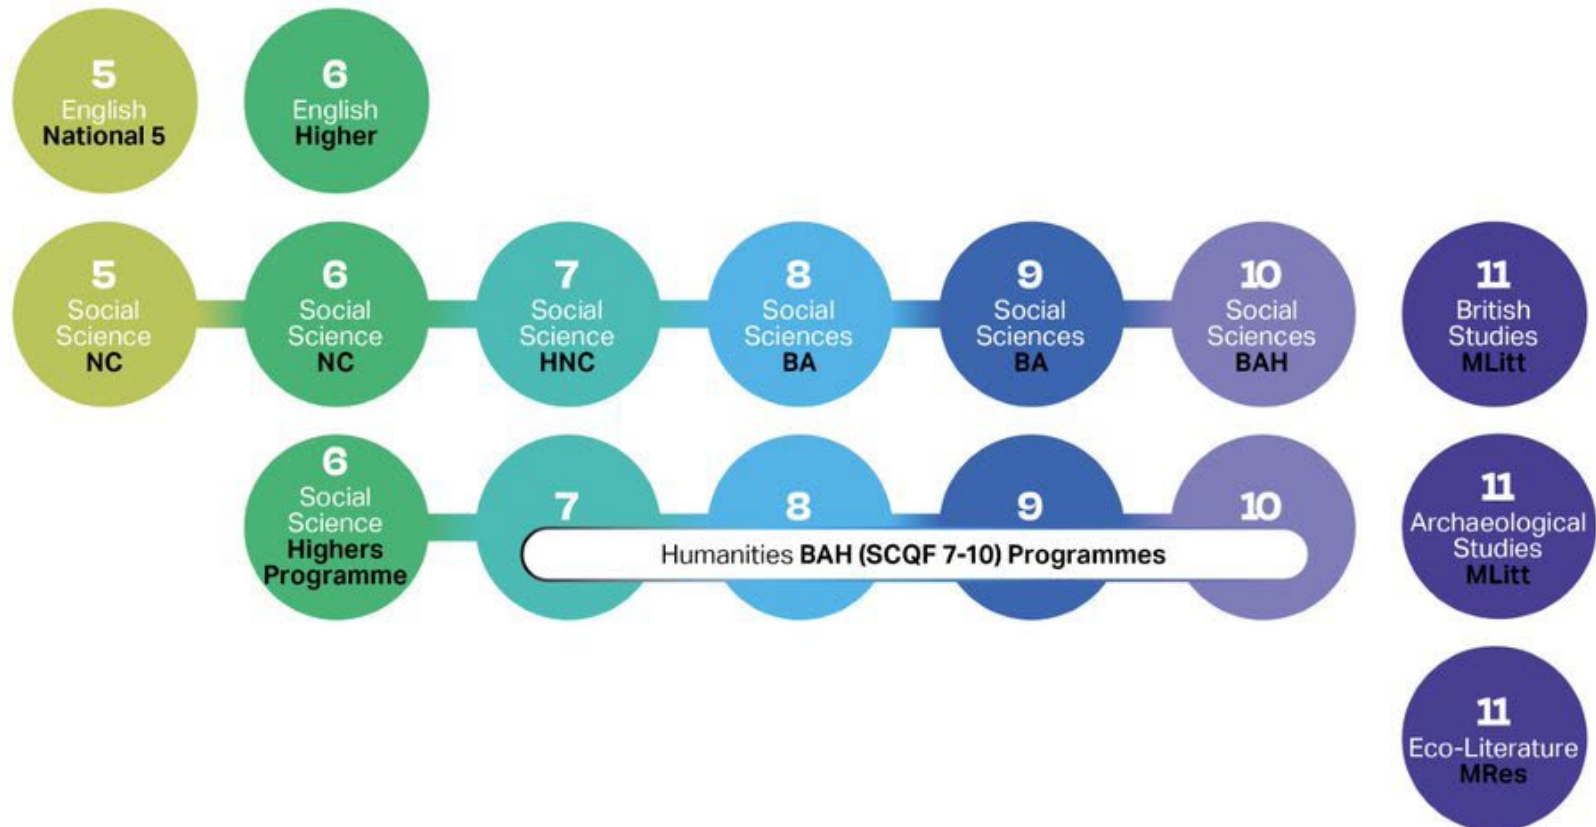 5
English
National 5
6
English
Higher
5
Social
Science
NC
6
Social
Science
NC
7
Social
Science
HNC
8
Social
Sciences
BA
9
Social
Sciences
BA
10
Social
Sciences
BAH
11
British
Studies
MLitt
6
Social
Science
Highers
Programme
7
8
9
10
Humanities BAH (SCQF 7-10) Programmes
11
Archaeological
Studies
MLitt
11
Eco-Literature
MRes